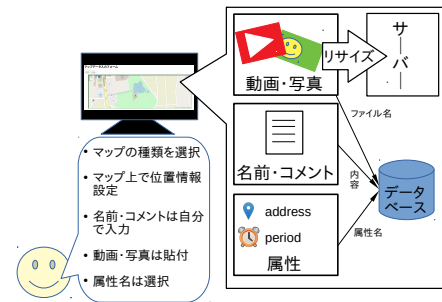 マップの種類を選択
マップ上で位置情報
設定
名前・コメントは自分
で入力
動画・写真は貼付
属性名は選択
動画・写真
リサイズ
サーバー
名前・コメント
address
period
属性
ファイル名
内容
属性名
データ
ベース